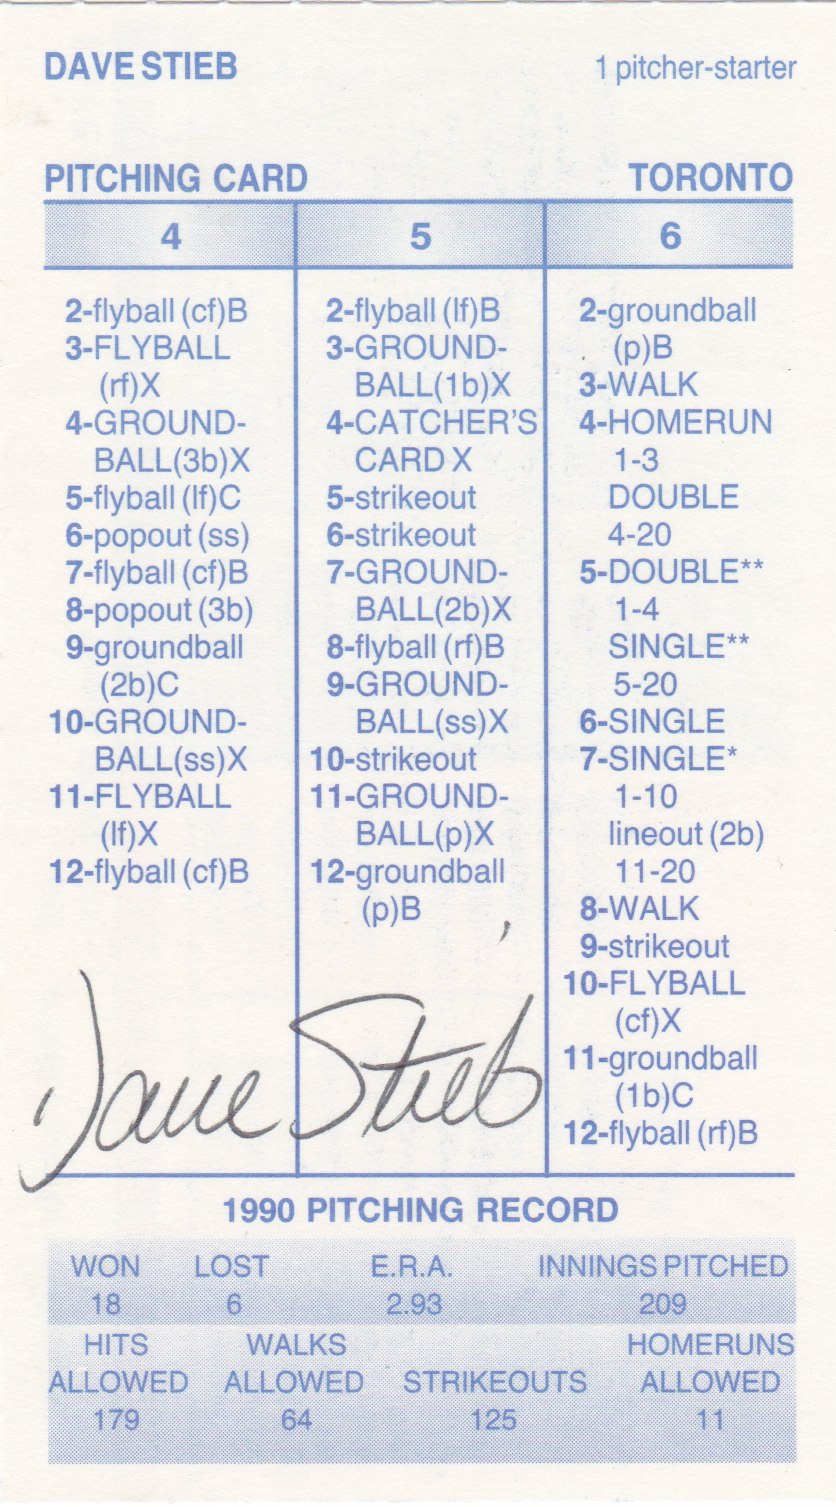 DAVE STIEB 1 pitcher-starter
PITCHING CARD TORONTO
4 5 6
2-flyball (cf)B
3-FLYBALL
(rf)X
4-GROUND-
BALL(3b)X
5-flyball (lf)C
6-popout (ss)
7-flyball (cf)B
8-popout (3b)
9-groundball
(2b)C
10-GROUND-
BALL(ss)X
11-FLYBALL
(lf)X
12-flyball (cf)B
2-flyball (lf)B
3-GROUND-
BALL(1b)X
4-CATCHER'S
CARD X
5-strikeout
6-strikeout
7-GROUND-
BALL(2b)X
8-flyball (rf)B
9-GROUND-
BALL(ss)X
10-strikeout
11-GROUND-
BALL(p)X
12-groundball
(p)B
2-groundball
(p)B
3-WALK
4-HOMERUN
1-3
DOUBLE
4-20
5-DOUBLE**
1-4
SINGLE**
5-20
6-SINGLE
7-SINGLE*
1-10
lineout (2b)
11-20
8-WALK
9-strikeout
10-FLYBALL
(cf)X
11-groundball
(1b)C
12-flyball (rf)B
Dave Stieb
1990 PITCHING RECORD
WON LOST E.R.A. INNINGS PITCHED
18 6 2.93 209
HITS WALKS HOMERUNS
ALLOWED ALLOWED STRIKEOUTS ALLOWED
179 64 125 11